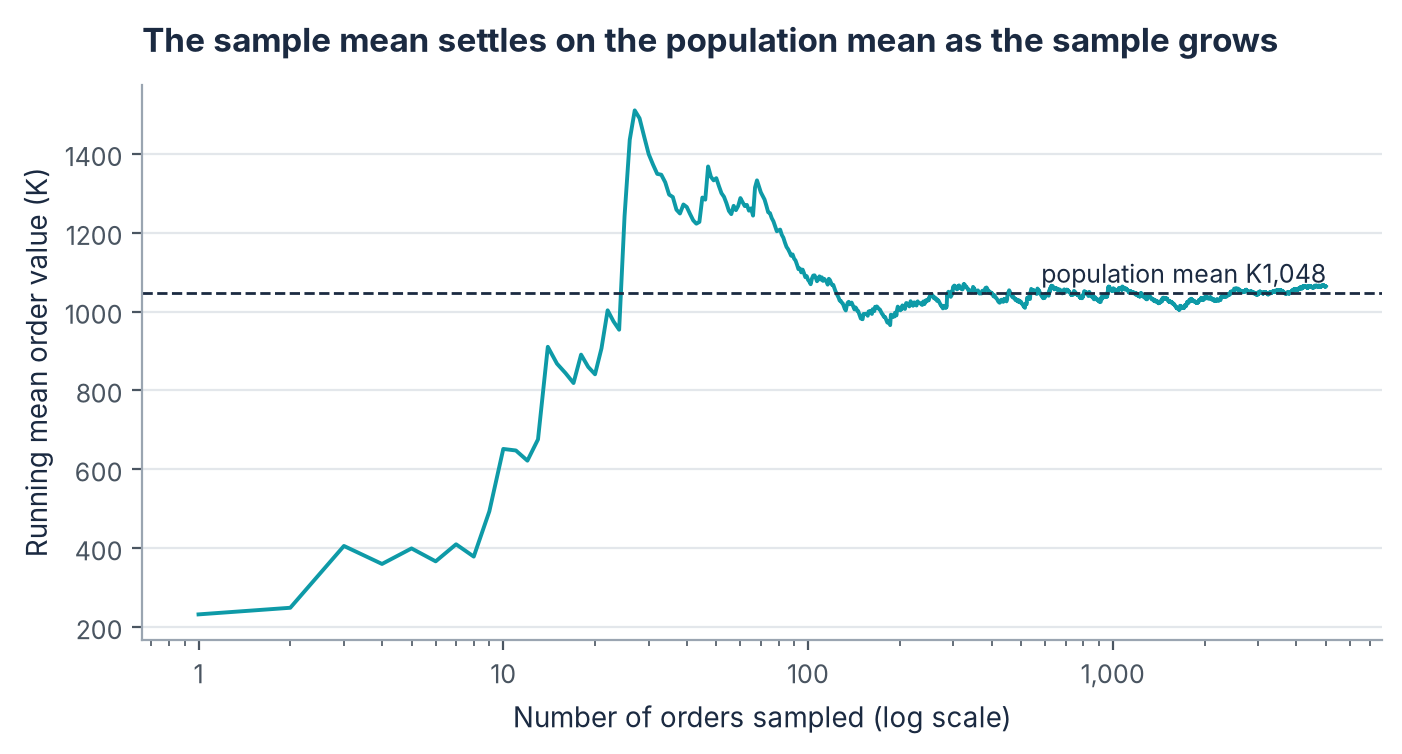 The sample mean settles on the population mean as the sample grows
Running mean order value (K)
1400
1200
1000
800
600
400
200
population mean K1,048
1
10
100
1,000
Number of orders sampled (log scale)